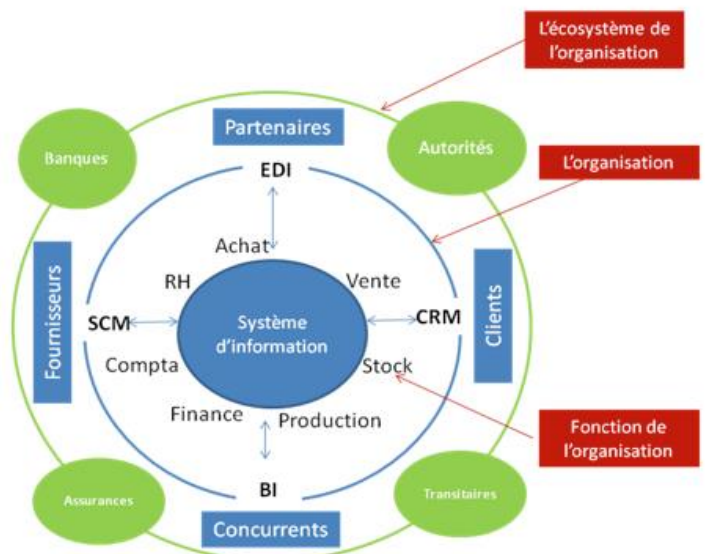 L'écosystème de
l'organisation
Partenaires
Banques
Autorités
EDI
L'organisation
Achat
RH
Vente
Fournisseurs
SCM
Système
d'information
CRM
Clients
Compta
Stock
Finance
Production
Fonction de
l'organisation
BI
Assurances
Transitaires
Concurrents